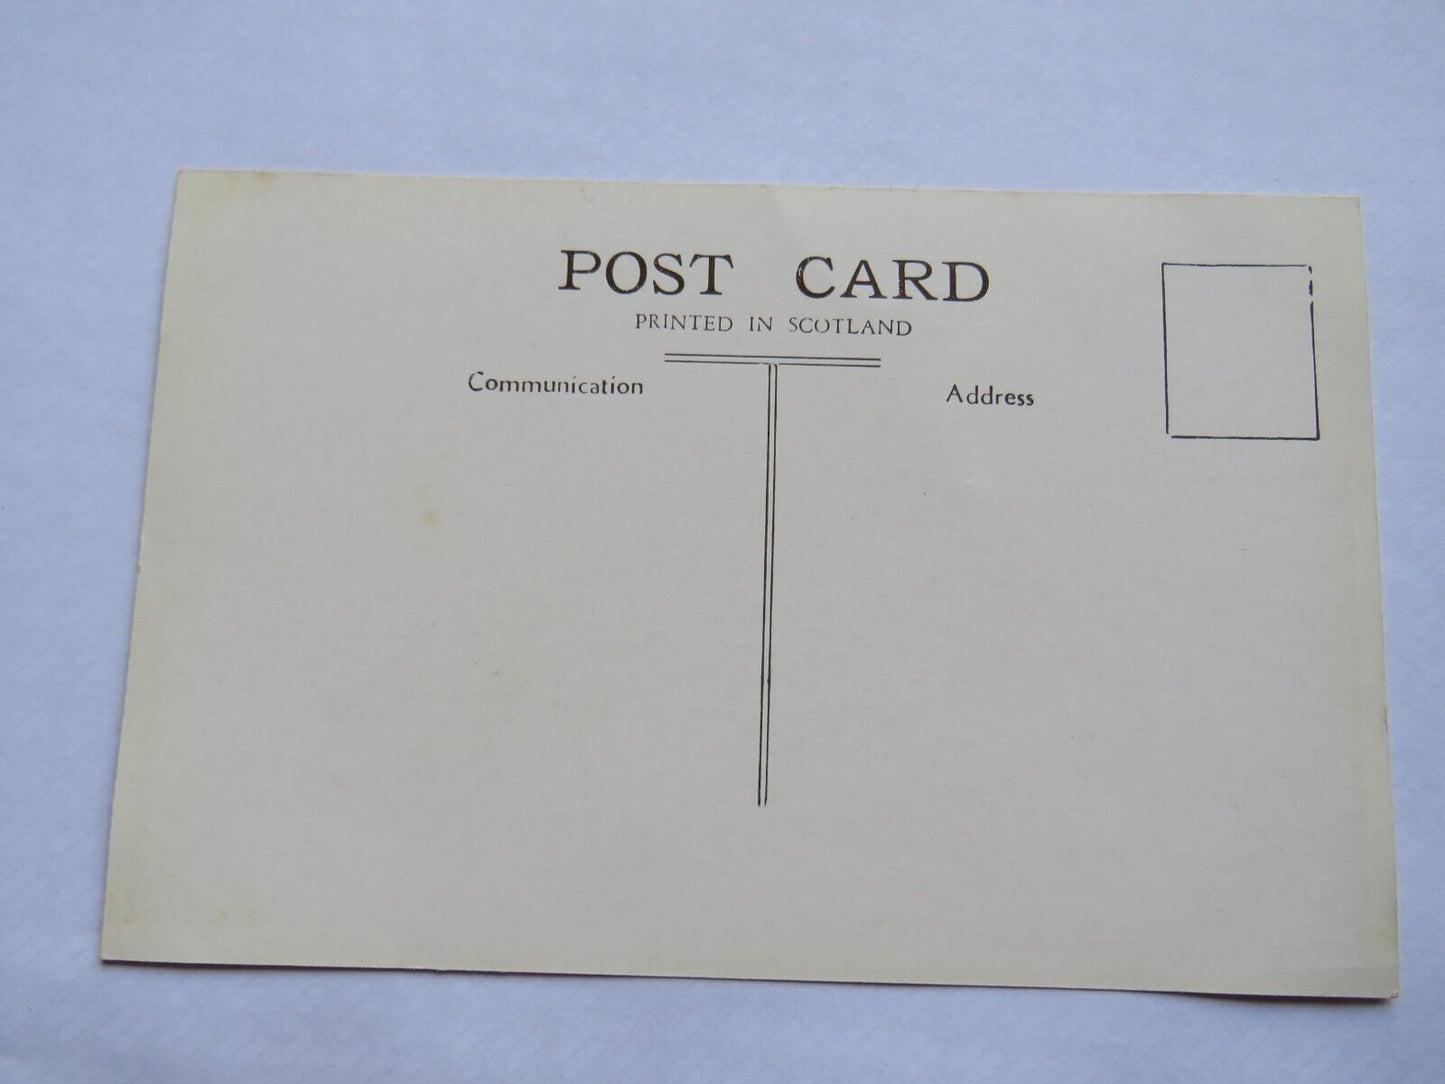 POST CARD
PRINTED IN SCOTLAND
Communication
Address